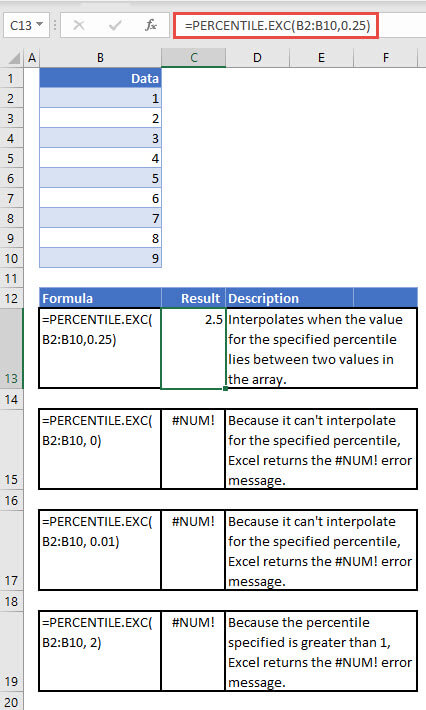 C13 fx =PERCENTILE.EXC(B2:B10,0.25)
A B C D E F
1 Data
2 1
3 2
4 3
5 4
6 5
7 6
8 7
9 8
10 9
11
12 Formula Result Description
=PERCENTILE.EXC( 2.5 Interpolates when the value
B2:B10,0.25) for the specified percentile
lies between two values in
13 the array.
14
=PERCENTILE.EXC( #NUM! Because it can't interpolate
B2:B10, 0) for the specified percentile,
Excel returns the #NUM! error
15 message.
16
=PERCENTILE.EXC( #NUM! Because it can't interpolate
B2:B10, 0.01) for the specified percentile,
Excel returns the #NUM! error
17 message.
18
=PERCENTILE.EXC( #NUM! Because the percentile
B2:B10, 2) specified is greater than 1,
Excel returns the #NUM! error
19 message.
20